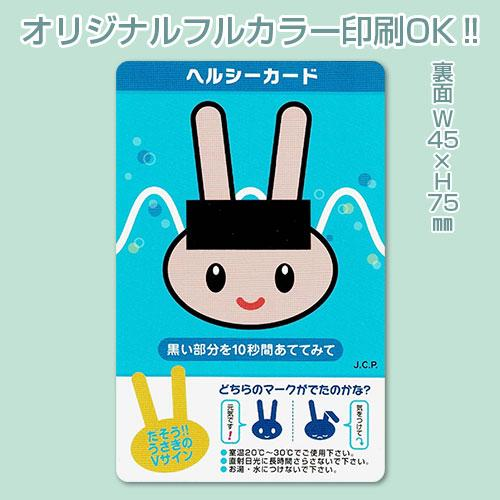 オリジナルフルカラー印刷OK!!
裏面W45×H75㎜
ヘルシーカード
黒い部分を10秒間あててみて
J.C.P.
だそう!!
うさぎの
Vサイン
どちらのマークがでたのかな?
元気です!
気をつけて
●室温20℃〜30℃でご使用下さい。
●直射日光に長時間さらさないで下さい。
●お湯・水につけないで下さい。